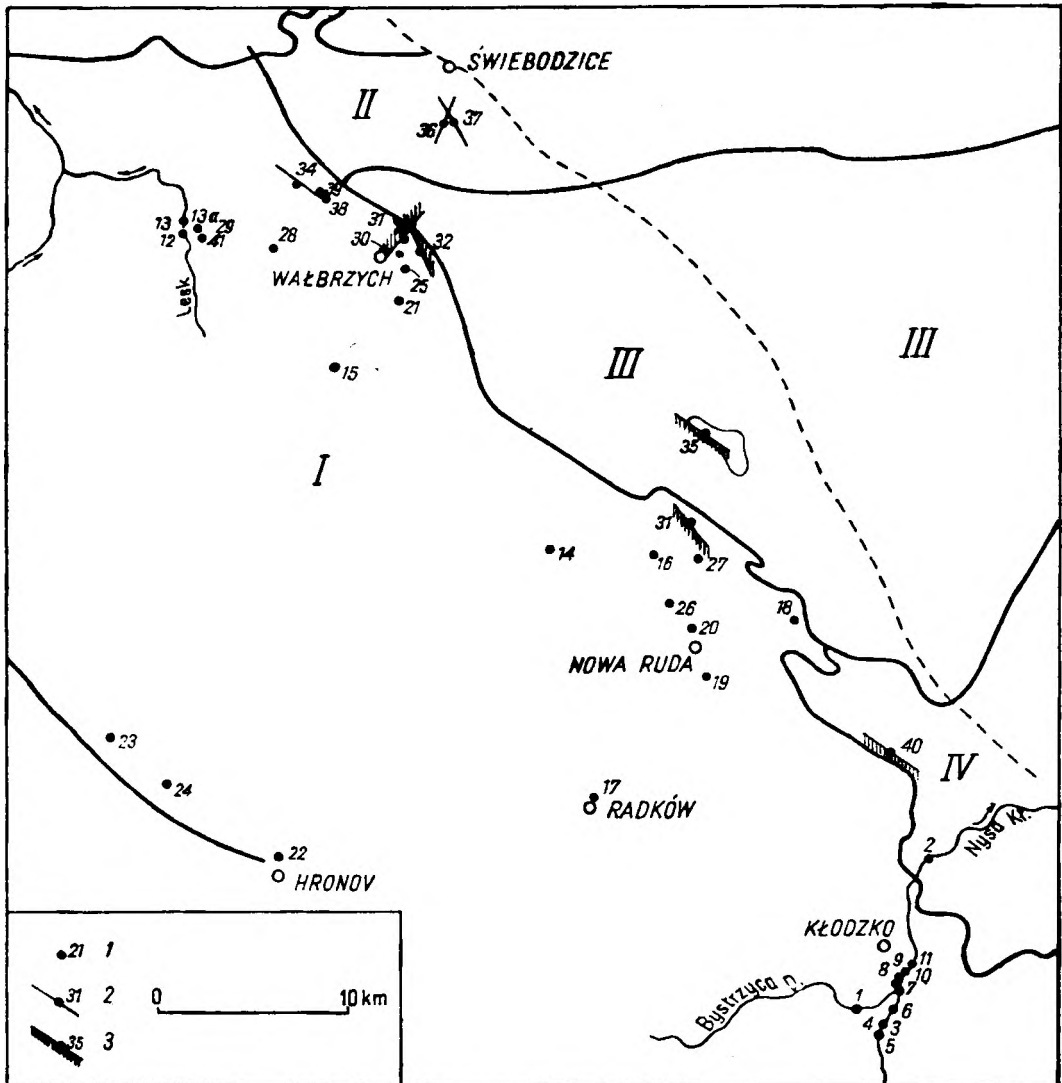 ŚWIEBODZICE
II
36 37
34
39
38
13 13a
29
12 41
28
31
30
32
WAŁBRZYCH
25
21
Lesk
15
III
III
35
I
31
14
16
27
26
18
20
NOWA RUDA
19
23
40
IV
24
17
RADKÓW
Nysa Kł.
2
22
HRONOV
KŁODZKO
9
11
8
10
7
Bystrzyca D.
1
6
4
3
5
21 1
31 2
0 10 km
35 3